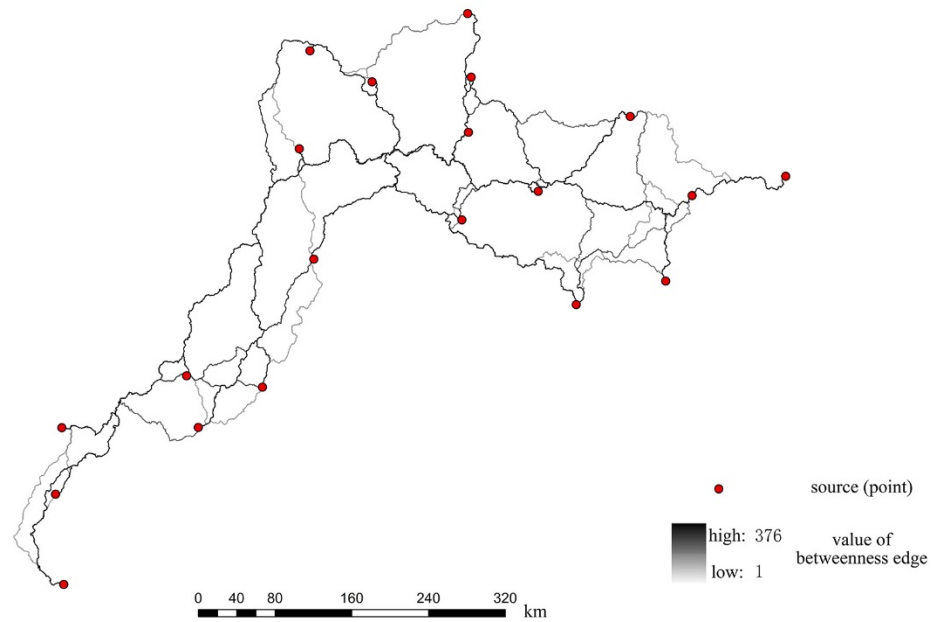 source (point)
high: 376
value of
betweenness edge
low: 1
0 40 80 160 240 320
km